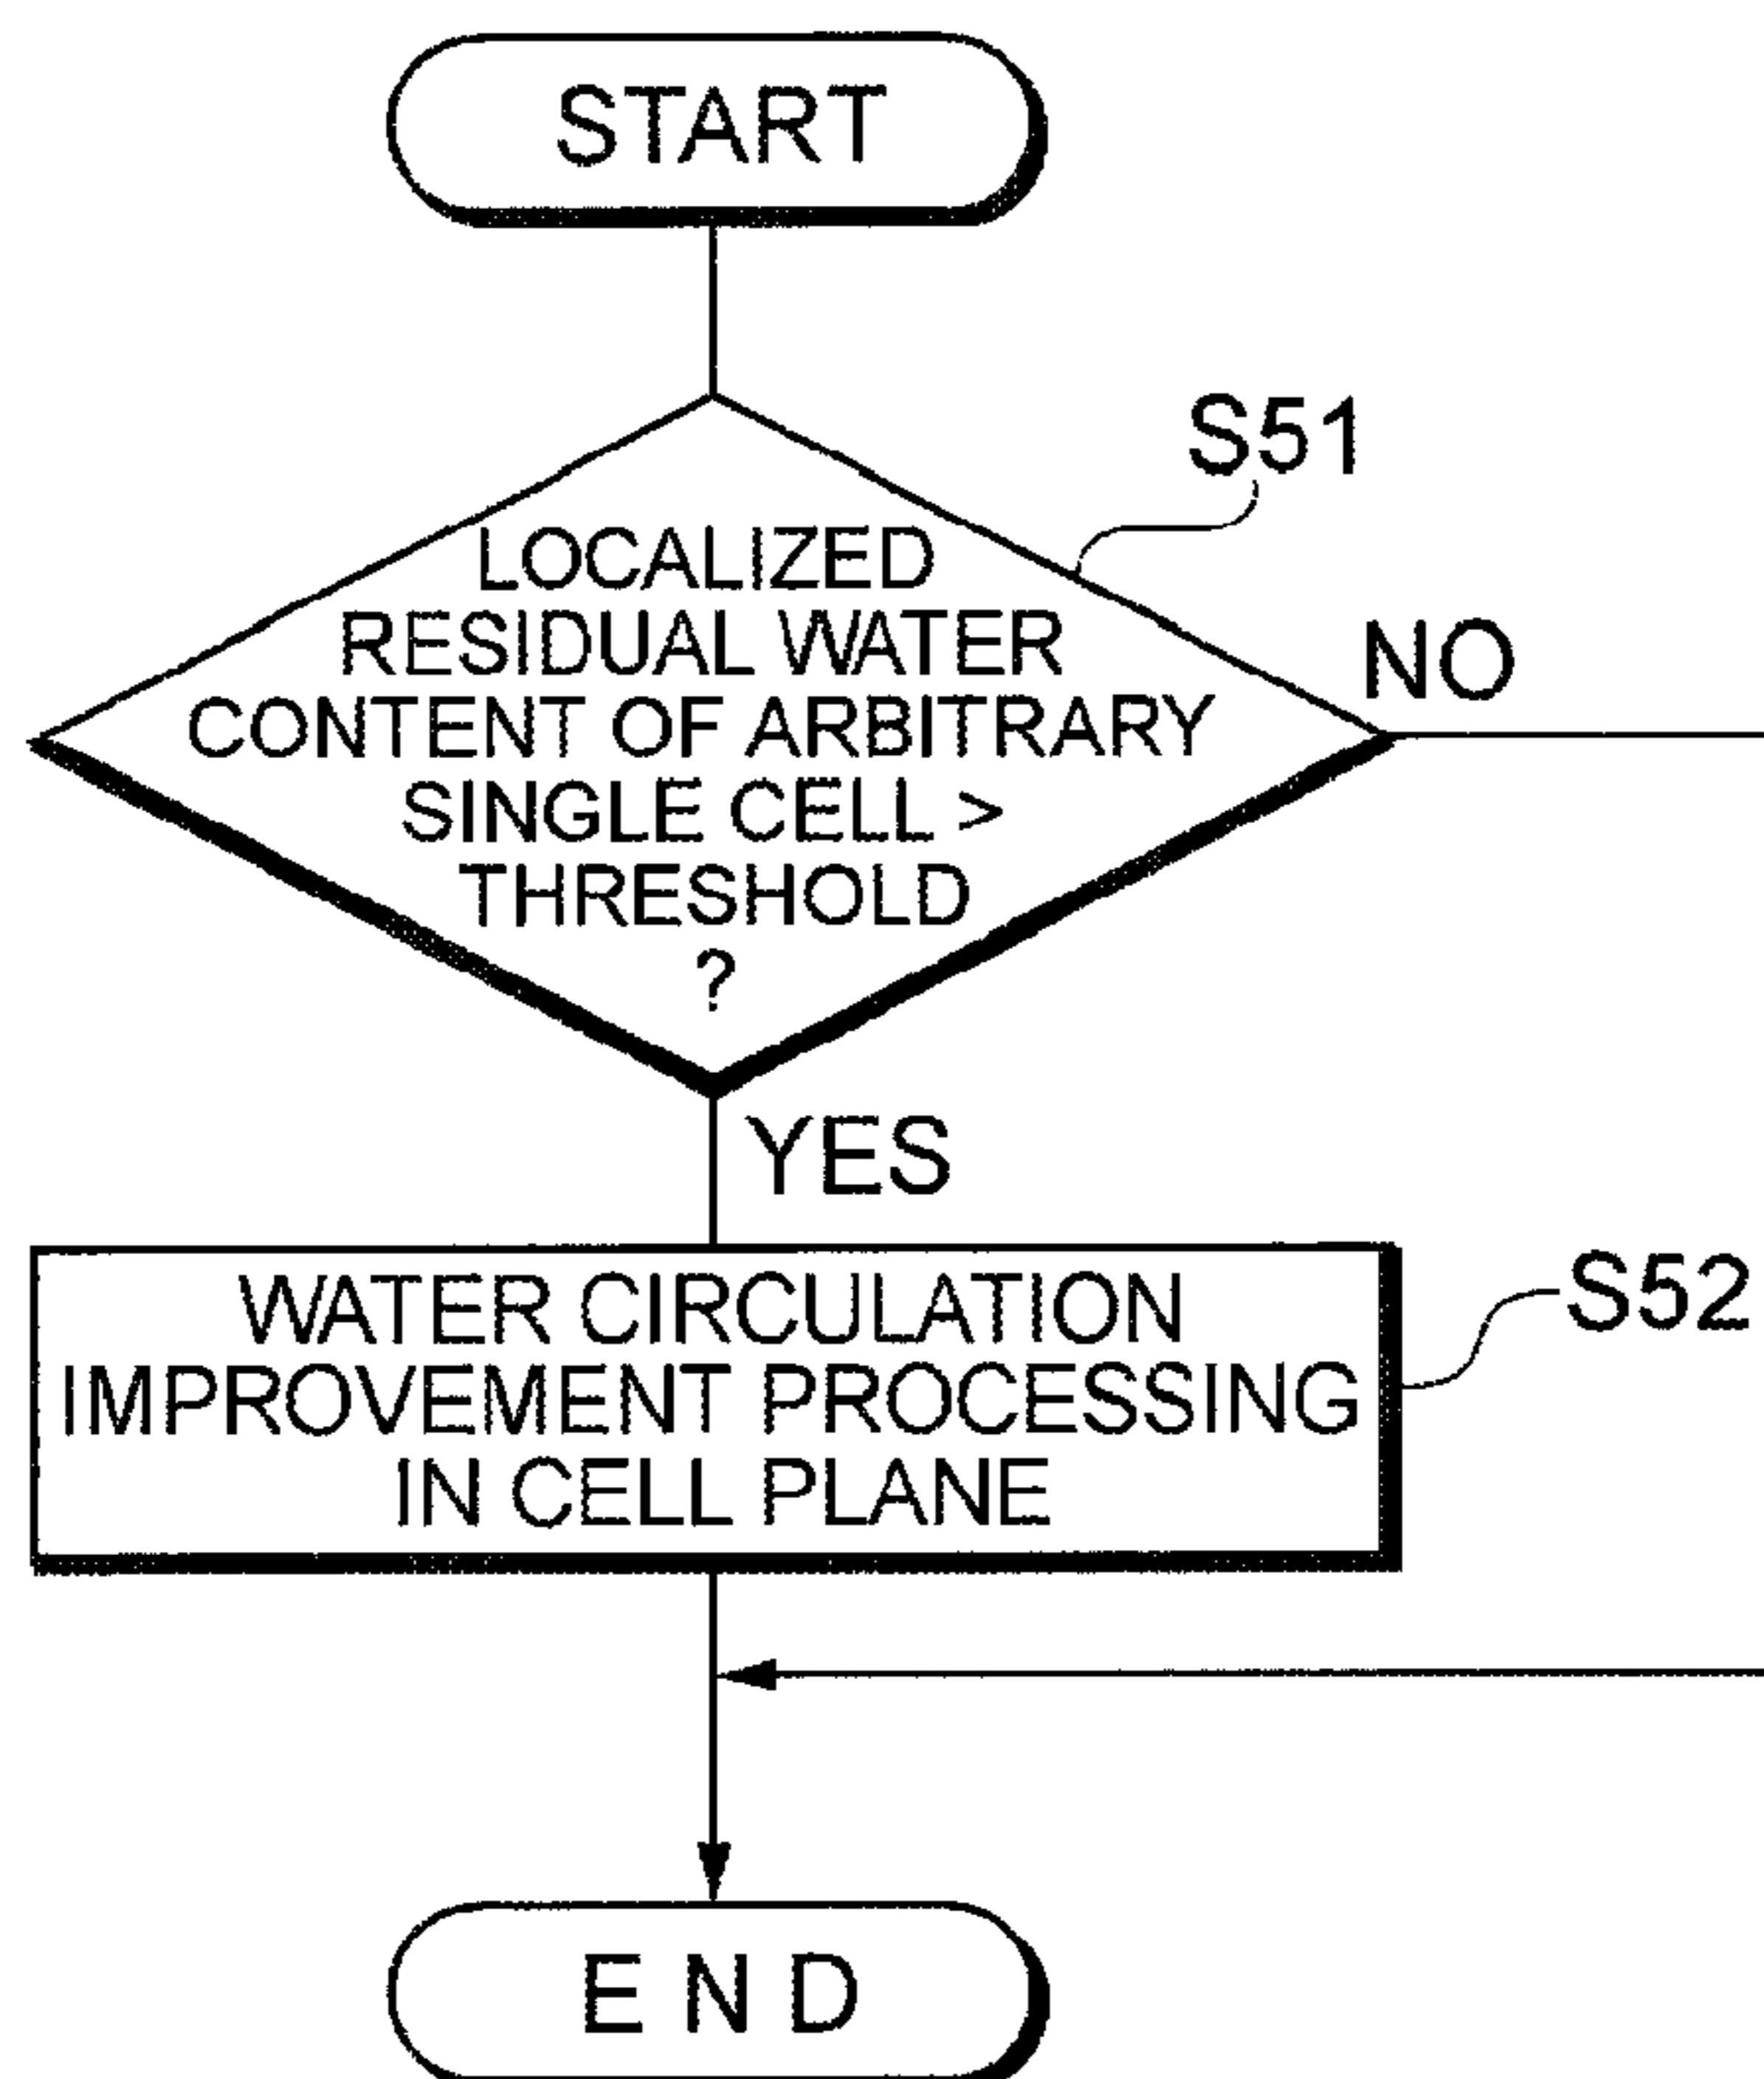 START
S51
LOCALIZED
RESIDUAL WATER
CONTENT OF ARBITRARY
SINGLE CELL >
THRESHOLD
?
NO
YES
WATER CIRCULATION
IMPROVEMENT PROCESSING
IN CELL PLANE
S52
END